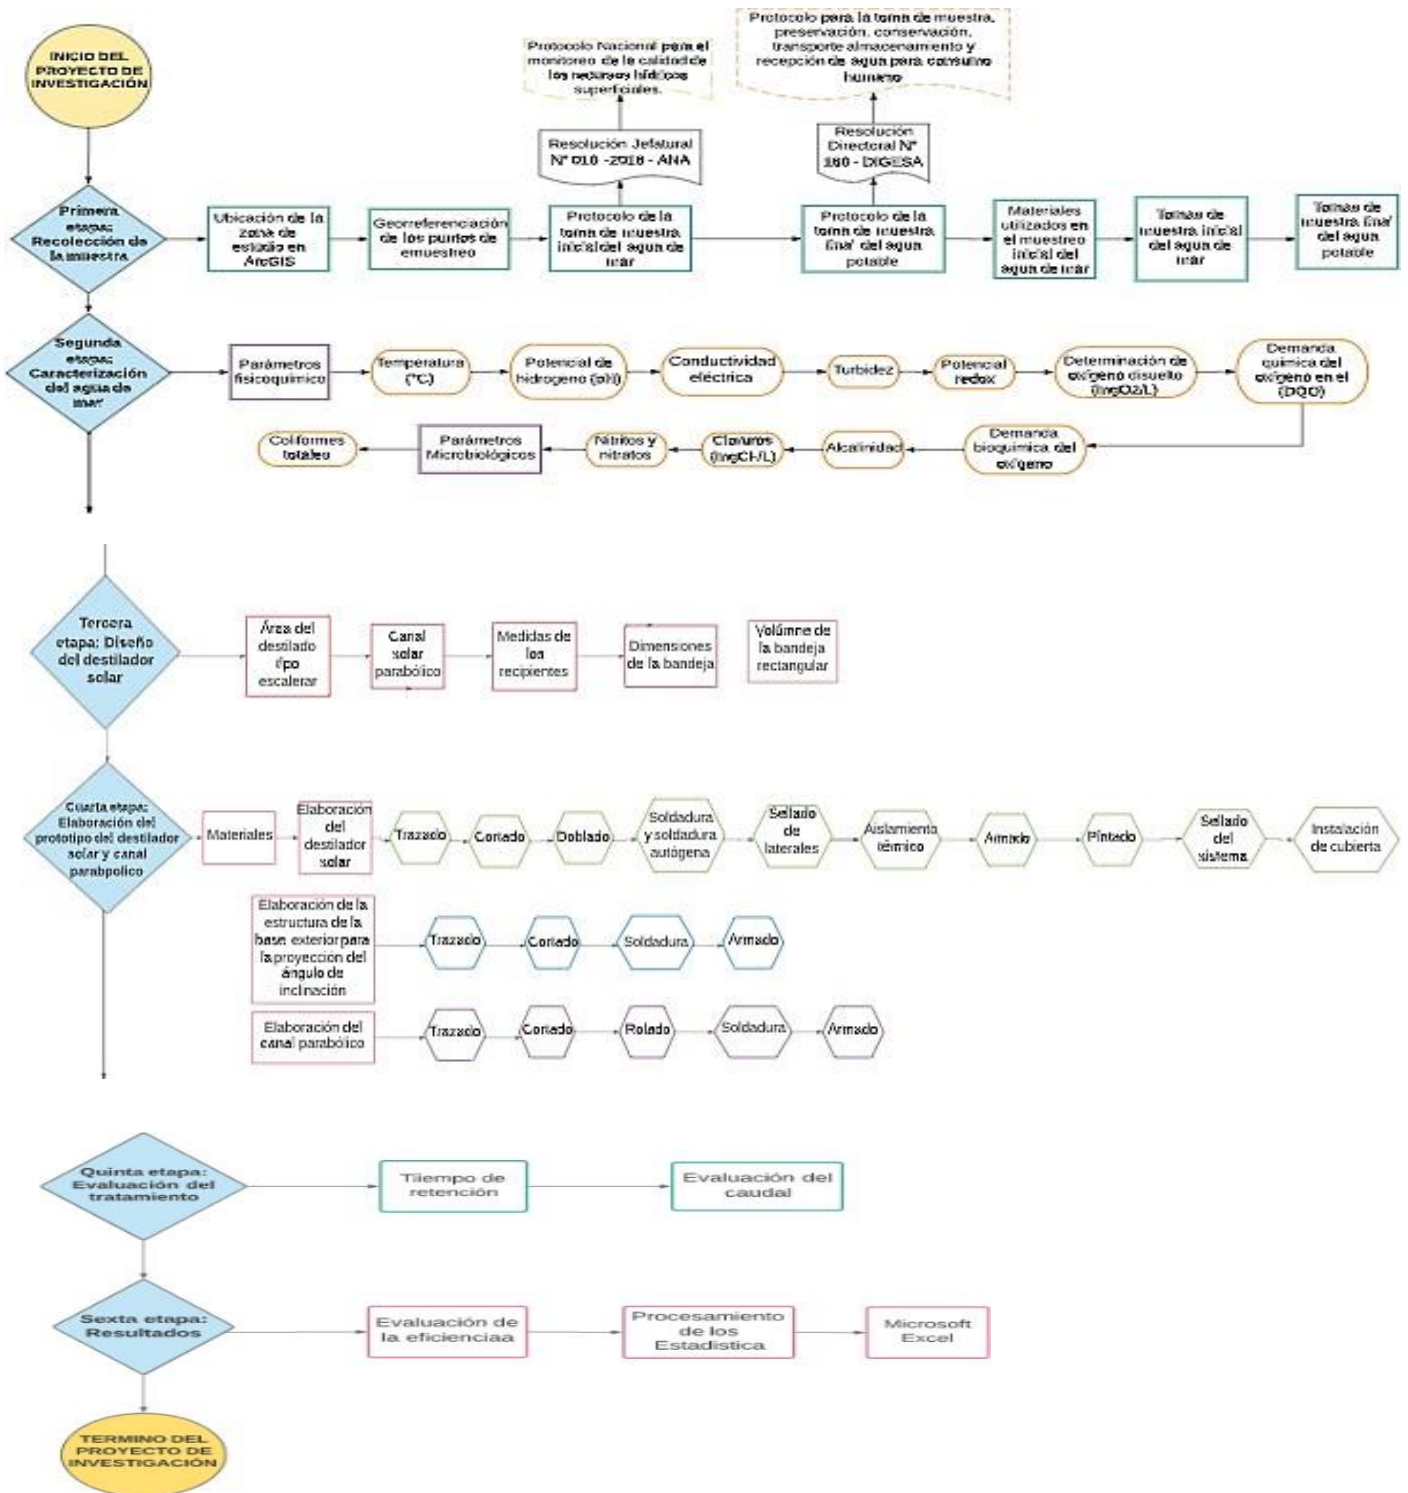 INICIO DEL
PROYECTO DE
INVESTIGACIÓN
Protocolo Nacional para el
monitoreo de la calidad de
los recursos hídricos
superficiales.
Protocolo para la toma de muestra,
preservación, conservación,
transporte almacenamiento y
recepción de agua para consumo
humano
Resolución Jefatural
N° 010 -2016 - ANA
Resolución
Directoral N°
160 - DIGESA
Primera
etapa:
Recolección de
la muestra
Ubicación de la
zona de
estudio en
ArcGIS
Georreferenciación
de los puntos de
emuestreo
Protocolo de la
toma de muestra
inicial del agua de
mar
Protocolo de la
toma de muestra
final del agua
potable
Materiales
utilizados en
el muestreo
inicial del
agua de mar
Tomas de
muestra inicial
del agua de
mar
Tomas de
muestra final
del agua
potable
Segunda
etapa:
Caracterización
del agua de
mar
Parámetros
fisicoquímico
Temperatura
(°C)
Potencial de
hidrogeno (pH)
Conductividad
eléctrica
Turbidez
Potencial
redox
Determinación de
oxígeno disuelto
(mgO2/L)
Demanda
química del
oxígeno en el
(DQO)
Coliformes
totales
Parámetros
Microbiológicos
Nitritos y
nitratos
Cloruros
(mgCl-/L)
Alcalinidad
Demanda
bioquímica del
oxígeno
Tercera
etapa: Diseño
del destilador
solar
Área del
destilado
tipo
escalerar
Canal
solar
parabólico
Medidas de
los
recipientes
Dimensiones
de la bandeja
Volúmne de
la bandeja
rectangular
Cuarta etapa:
Elaboración del
prototipo del destilador
solar y canal
parabpolico
Materiales
Elaboración
del
destilador
solar
Trazado
Cortado
Doblado
Soldadura
y soldadura
autógena
Sellado
de
laterales
Aislamiento
térmico
Armado
Pintado
Sellado
del
sistema
Instalación
de cubierta
Elaboración de la
estructura de la
base exterior para
la proyección del
ángulo de
inclinación
Trazado
Cortado
Soldadura
Armado
Elaboración del
canal parabólico
Trazado
Cortado
Rolado
Soldadura
Armado
Quinta etapa:
Evaluación del
tratamiento
Tiiempo de
retención
Evaluación del
caudal
Sexta etapa:
Resultados
Evaluación de
la eficienciaa
Procesamiento
de los
Estadistica
Microsoft
Excel
TERMINO DEL
PROYECTO DE
INVESTIGACIÓN